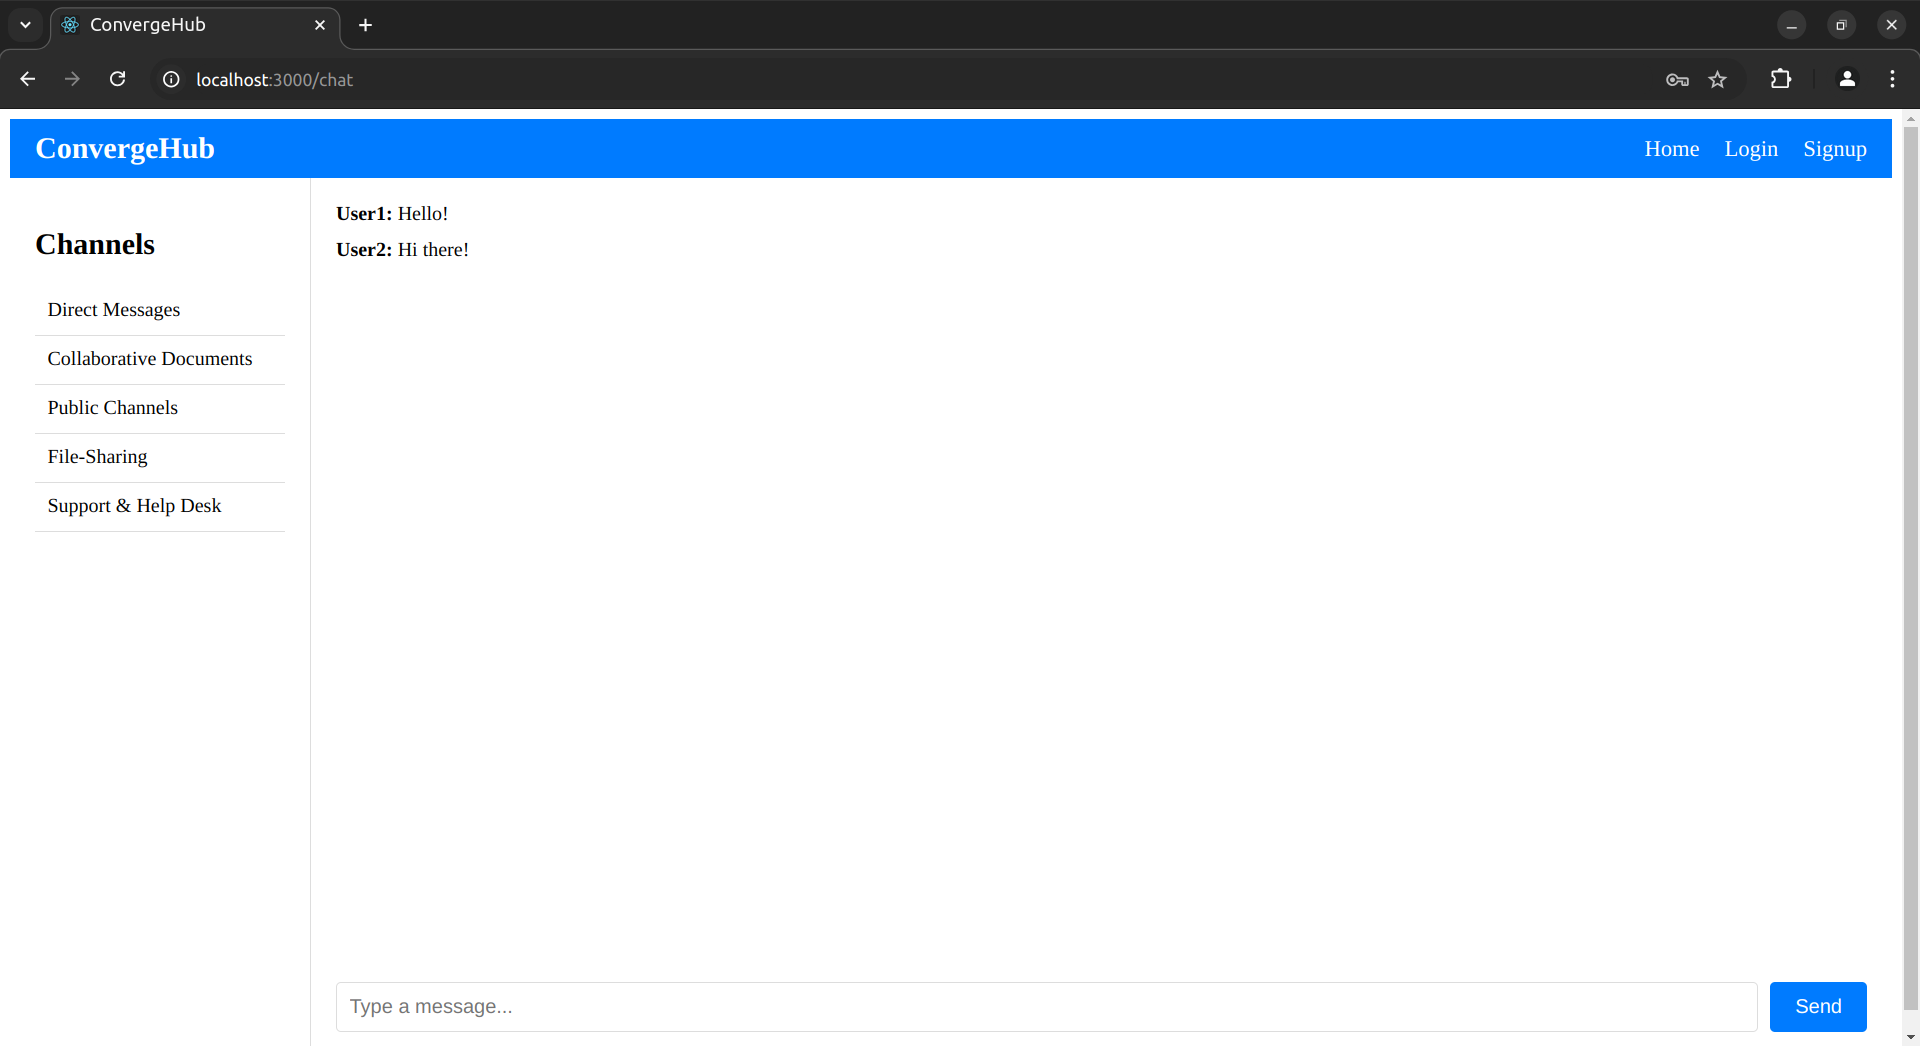 ConvergeHub
localhost:3000/chat
ConvergeHub
Home Login Signup
Channels
Direct Messages
Collaborative Documents
Public Channels
File-Sharing
Support & Help Desk
User1: Hello!
User2: Hi there!
Type a message...
Send